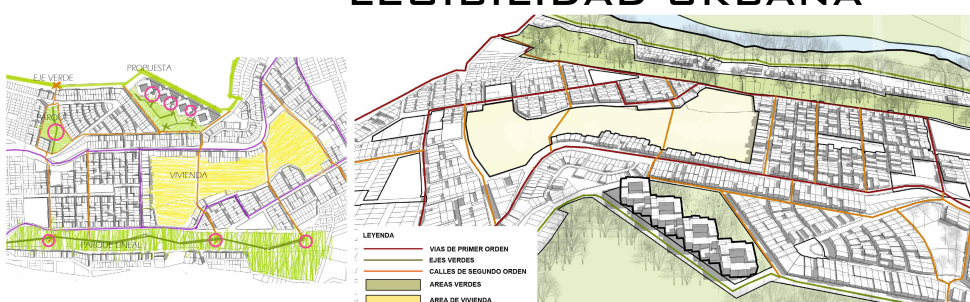 LEGIBILIDAD URBANA
EJE VERDE
PROPUESTA
PARQUE
VIVIENDA
PARQUE LINEAL
LEYENDA
VIAS DE PRIMER ORDEN
EJES VERDES
CALLES DE SEGUNDO ORDEN
AREAS VERDES
AREA DE VIVIENDA